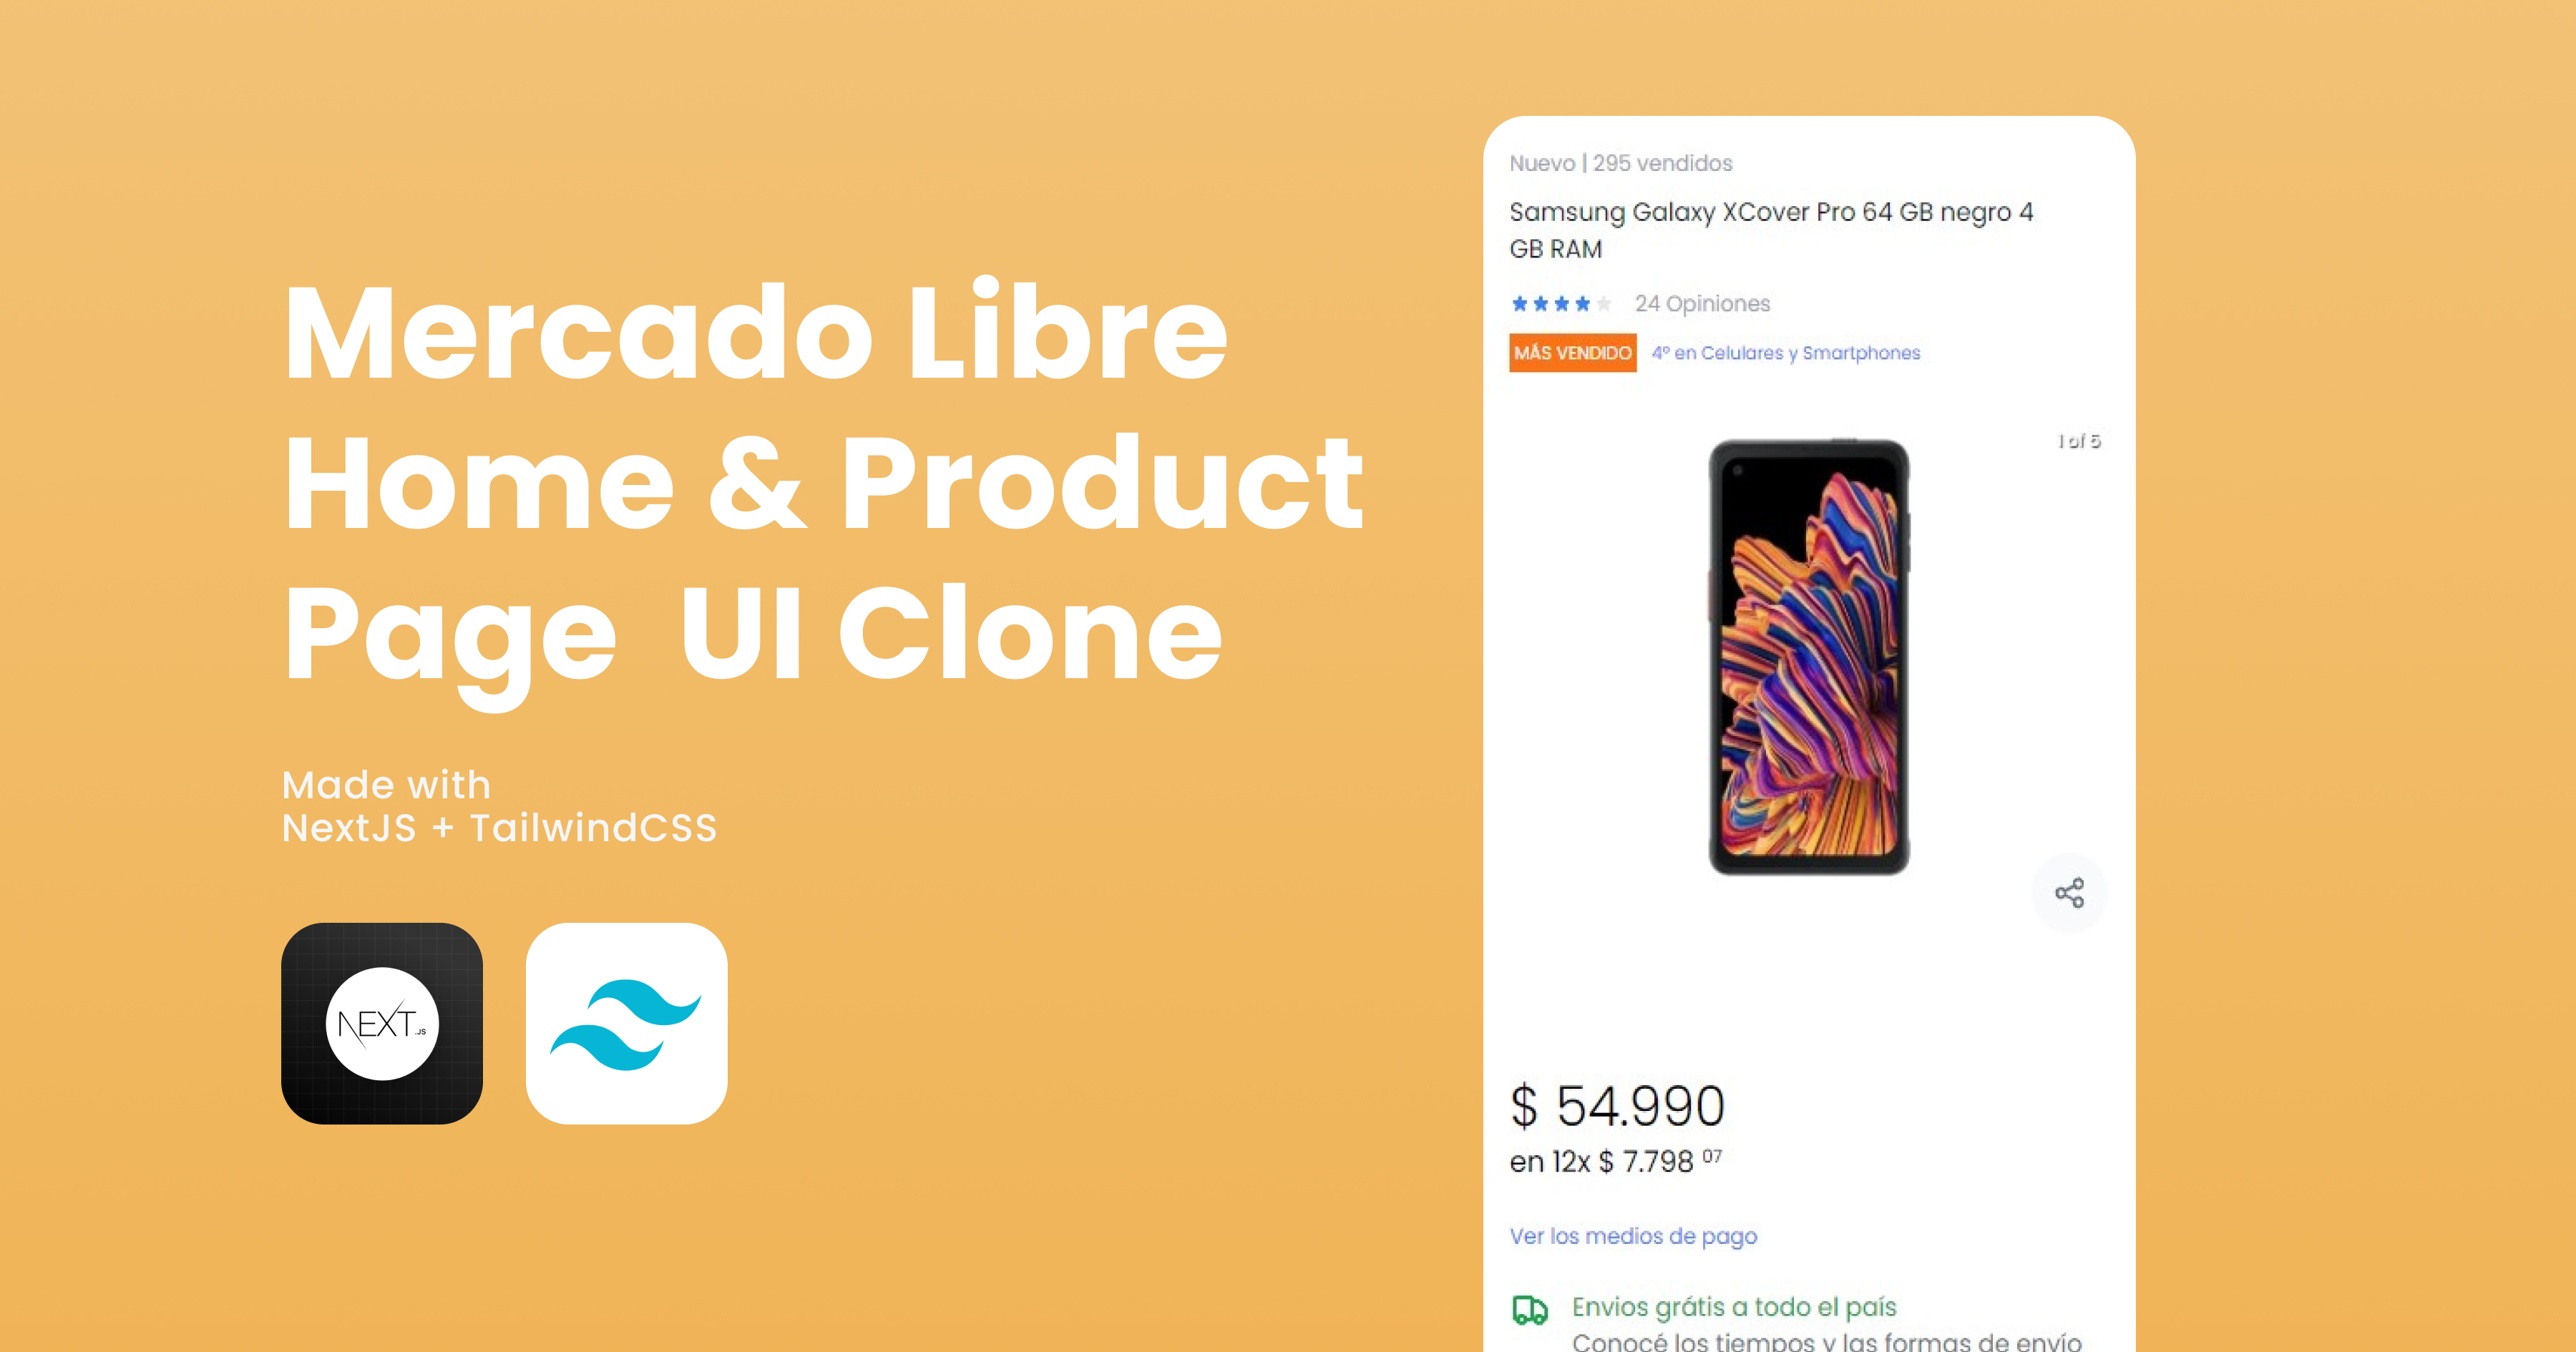 Mercado Libre
Home & Product
Page UI Clone
Made with
NextJS + TailwindCSS
NEXT.JS
Nuevo | 295 vendidos
Samsung Galaxy XCover Pro 64 GB negro 4
GB RAM
24 Opiniones
MÁS VENDIDO 4º en Celulares y Smartphones
1 of 5
$ 54.990
en 12x $ 7.798 07
Ver los medios de pago
Envios grátis a todo el país
Conocé los tiempos y las formas de envío